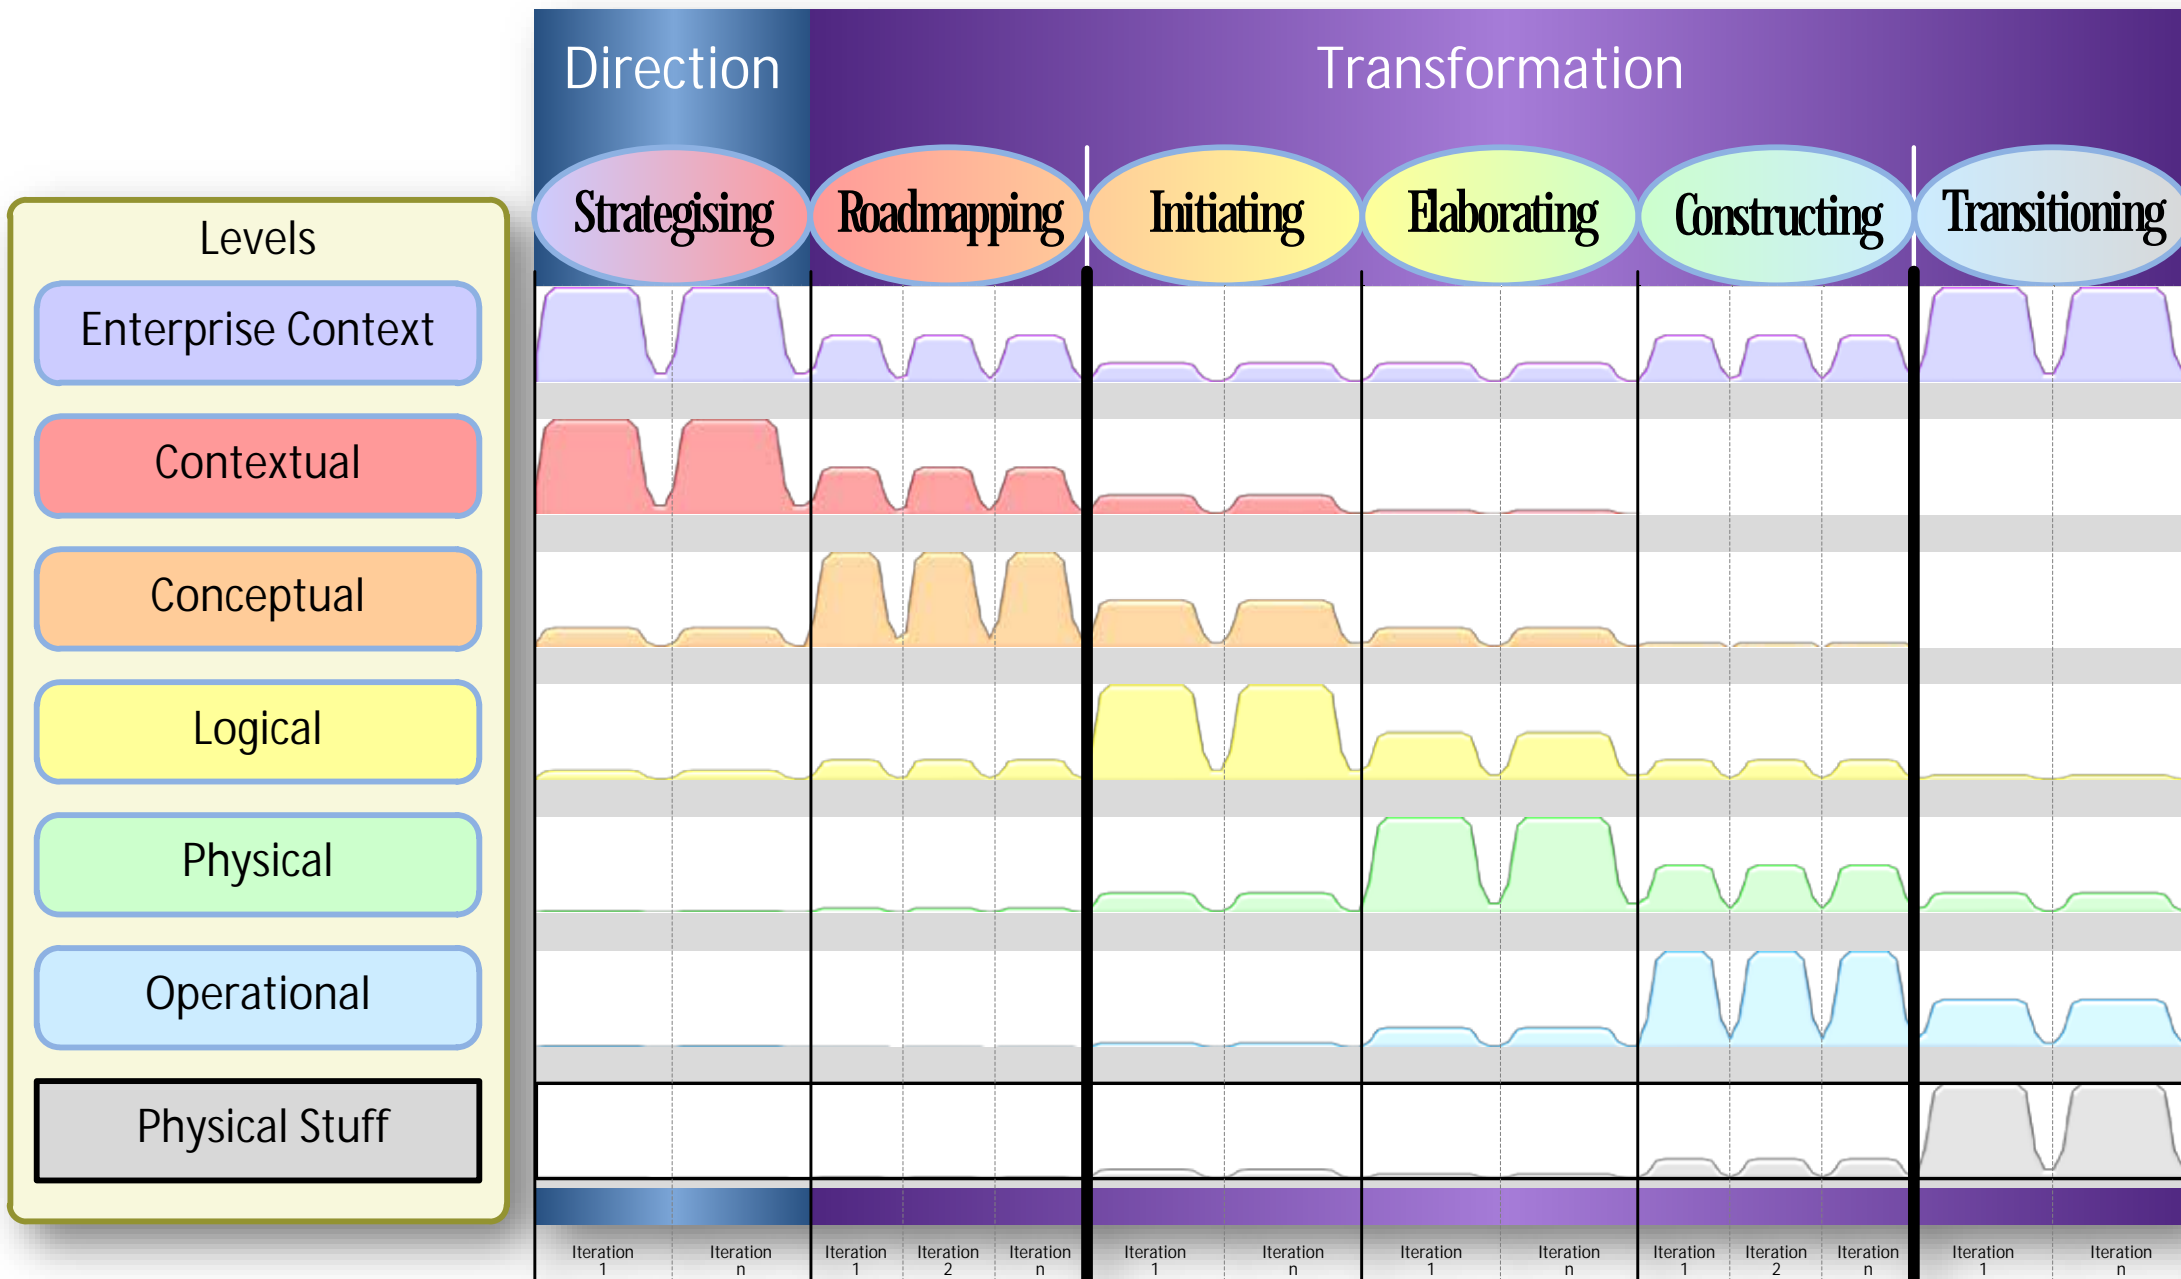 Direction
Transformation
Strategising
Roadmapping
Initiating
Elaborating
Constructing
Transitioning
Levels
Enterprise Context
Contextual
Conceptual
Logical
Physical
Operational
Physical Stuff
Iteration
1
Iteration
n
Iteration
1
Iteration
2
Iteration
n
Iteration
1
Iteration
n
Iteration
1
Iteration
n
Iteration
1
Iteration
2
Iteration
n
Iteration
1
Iteration
n